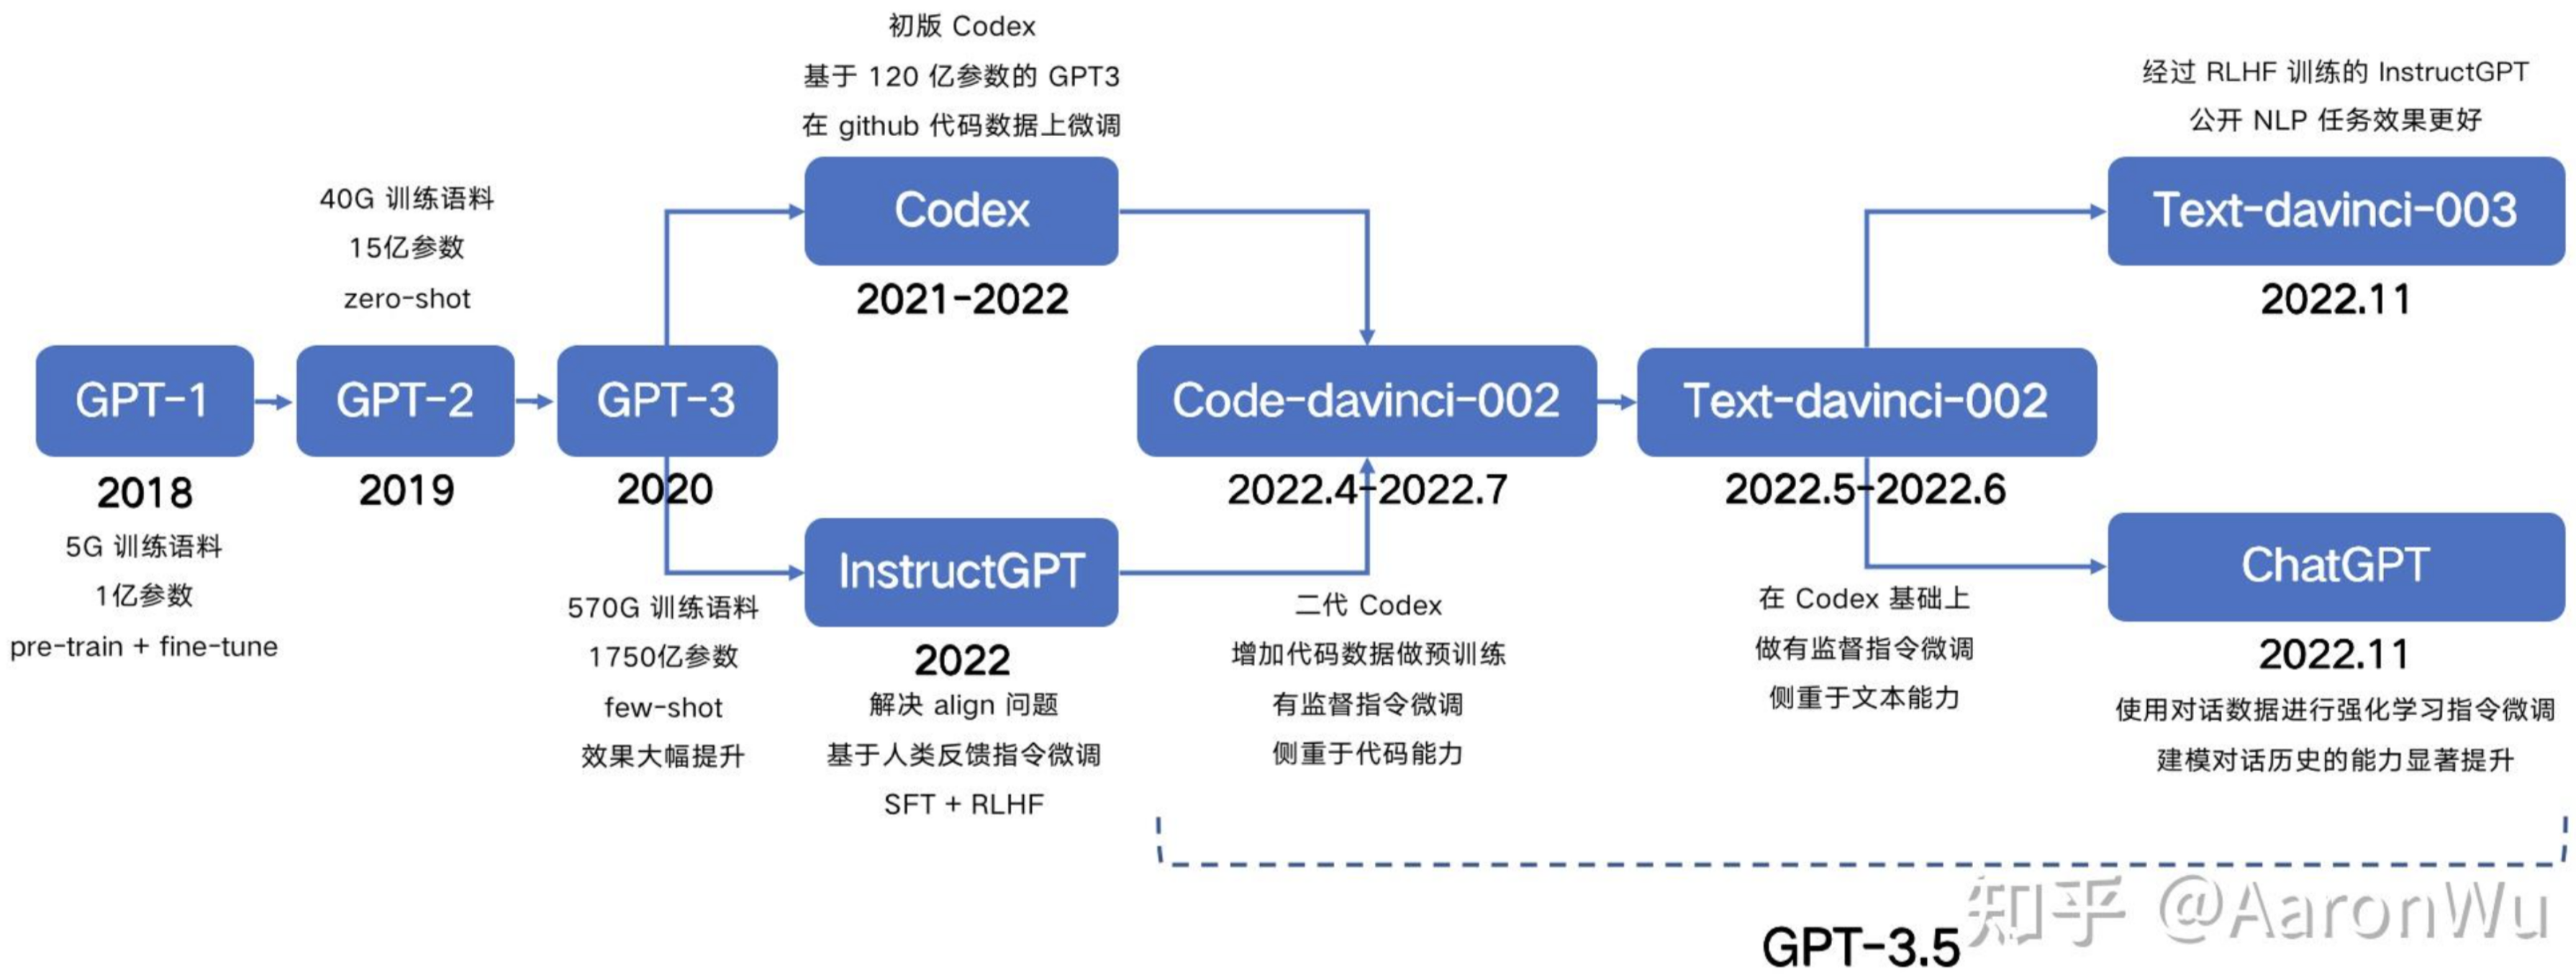 初版 Codex
基于 120 亿参数的 GPT3
在 github 代码数据上微调
Codex
2021-2022
经过 RLHF 训练的 InstructGPT
公开 NLP 任务效果更好
Text-davinci-003
2022.11
40G 训练语料
15亿参数
zero-shot
GPT-1
2018
5G 训练语料
1亿参数
pre-train + fine-tune
GPT-2
2019
GPT-3
2020
570G 训练语料
1750亿参数
few-shot
效果大幅提升
InstructGPT
2022
解决 align 问题
基于人类反馈指令微调
SFT + RLHF
Code-davinci-002
2022.4-2022.7
二代 Codex
增加代码数据做预训练
有监督指令微调
侧重于代码能力
Text-davinci-002
2022.5-2022.6
在 Codex 基础上
做有监督指令微调
侧重于文本能力
ChatGPT
2022.11
使用对话数据进行强化学习指令微调
建模对话历史的能力显著提升
GPT-3.5
知乎 @AaronWu